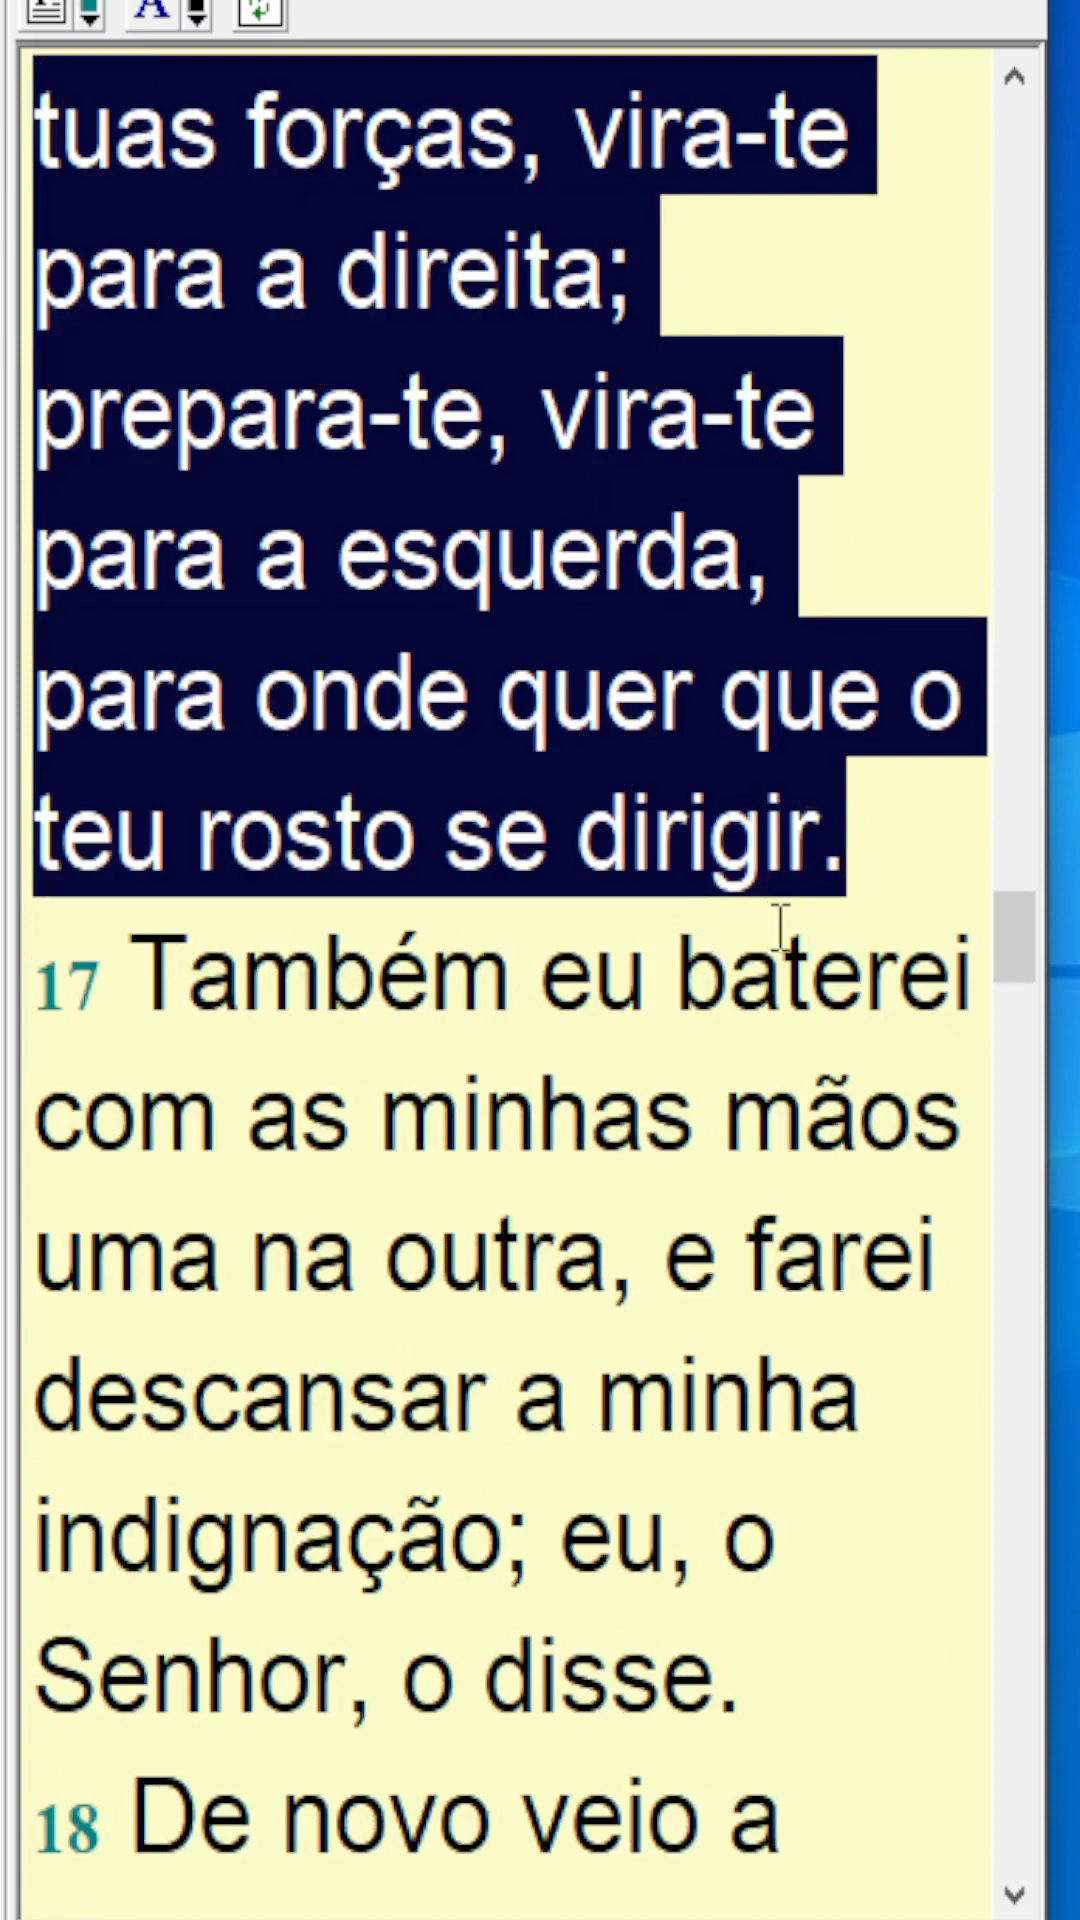 tuas forças, vira-te
para a direita;
prepara-te, vira-te
para a esquerda,
para onde quer que o
teu rosto se dirigir.
17 Também eu baterei
com as minhas mãos
uma na outra, e farei
descansar a minha
indignação; eu, o
Senhor, o disse.
18 De novo veio a